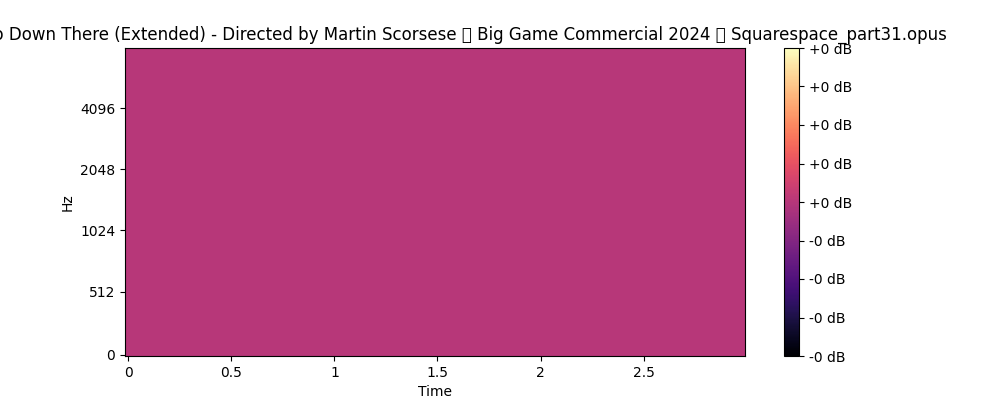 Down There (Extended) - Directed by Martin Scorsese  Big Game Commercial 2024  Squarespace_part31.opus
+0 dB
+0 dB
4096
+0 dB
+0 dB
2048
Hz
+0 dB
1024
-0 dB
-0 dB
512
-0 dB
0
-0 dB
0 0.5 1 1.5 2 2.5
Time